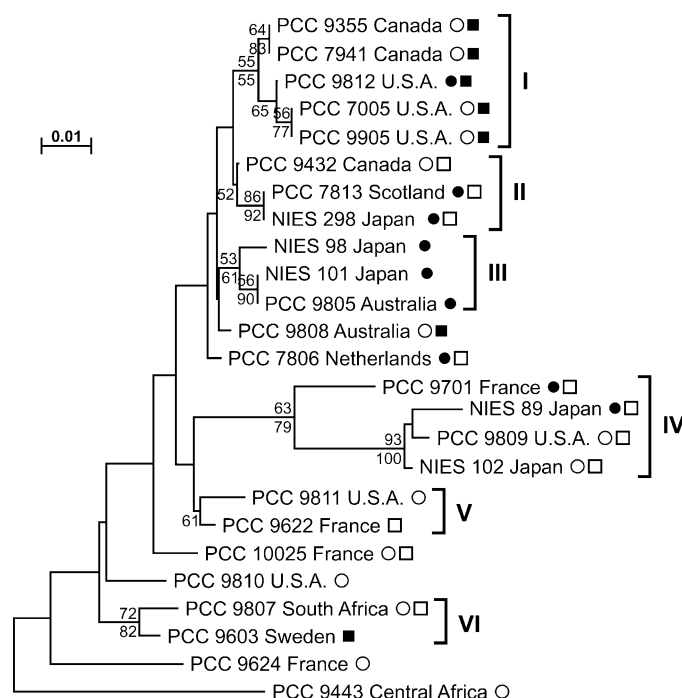 64
PCC 9355 Canada ○■
83
PCC 7941 Canada ○■
55
55
I
PCC 9812 U.S.A. ●■
65
56
PCC 7005 U.S.A. ○■
77
PCC 9905 U.S.A. ○■
0.01
PCC 9432 Canada ○□
52
86
PCC 7813 Scotland ●□
II
92
NIES 298 Japan ●□
NIES 98 Japan ●
53
61
56
NIES 101 Japan ●
III
90
PCC 9805 Australia ●
PCC 9808 Australia ○■
PCC 7806 Netherlands ●□
PCC 9701 France ●□
63
79
NIES 89 Japan ●□
IV
93
PCC 9809 U.S.A. ○□
100
NIES 102 Japan ○□
PCC 9811 U.S.A. ○
V
61
PCC 9622 France □
PCC 10025 France ○□
PCC 9810 U.S.A. ○
72
PCC 9807 South Africa ○□
VI
82
PCC 9603 Sweden ■
PCC 9624 France ○
PCC 9443 Central Africa ○